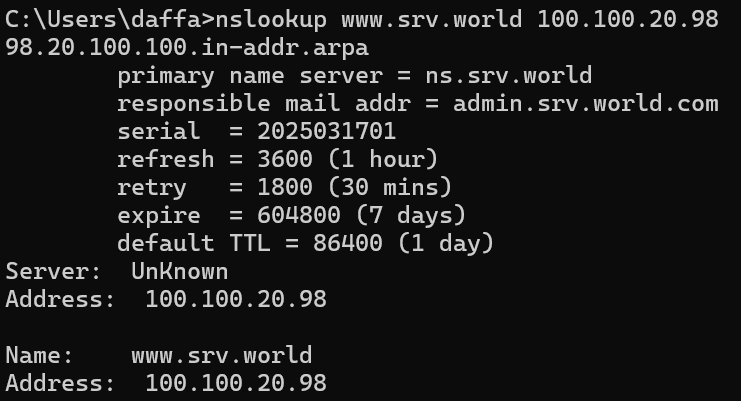 C:\Users\daffa>nslookup www.srv.world 100.100.20.98
98.20.100.100.in-addr.arpa
        primary name server = ns.srv.world
        responsible mail addr = admin.srv.world.com
        serial  = 2025031701
        refresh = 3600 (1 hour)
        retry   = 1800 (30 mins)
        expire  = 604800 (7 days)
        default TTL = 86400 (1 day)
Server:  UnKnown
Address:  100.100.20.98

Name:    www.srv.world
Address:  100.100.20.98